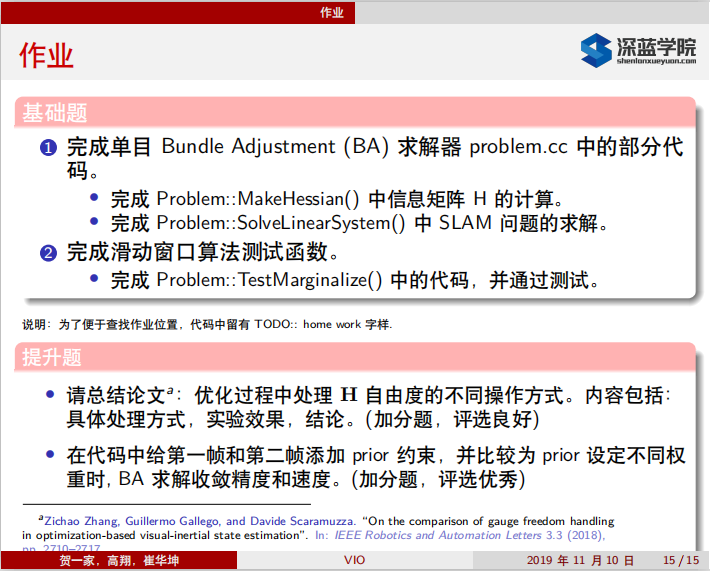 作业
作业
深蓝学院
shenlanxueyuan.com
基础题
1 完成单目 Bundle Adjustment (BA) 求解器 problem.cc 中的部分代
码。
• 完成 Problem::MakeHessian() 中信息矩阵 H 的计算。
• 完成 Problem::SolveLinearSystem() 中 SLAM 问题的求解。
2 完成滑动窗口算法测试函数。
• 完成 Problem::TestMarginalize() 中的代码，并通过测试。
说明：为了便于查找作业位置，代码中留有 TODO:: home work 字样.
提升题
• 请总结论文a：优化过程中处理 H 自由度的不同操作方式。内容包括：
具体处理方式，实验效果，结论。(加分题，评选良好)
• 在代码中给第一帧和第二帧添加 prior 约束，并比较为 prior 设定不同权
重时, BA 求解收敛精度和速度。(加分题，评选优秀)
aZichao Zhang, Guillermo Gallego, and Davide Scaramuzza. “On the comparison of gauge freedom handling
in optimization-based visual-inertial state estimation”. In: IEEE Robotics and Automation Letters 3.3 (2018),
pp. 2710–2717.
贺一家，高翔，崔华坤 VIO 2019 年 11 月 10 日 15 / 15